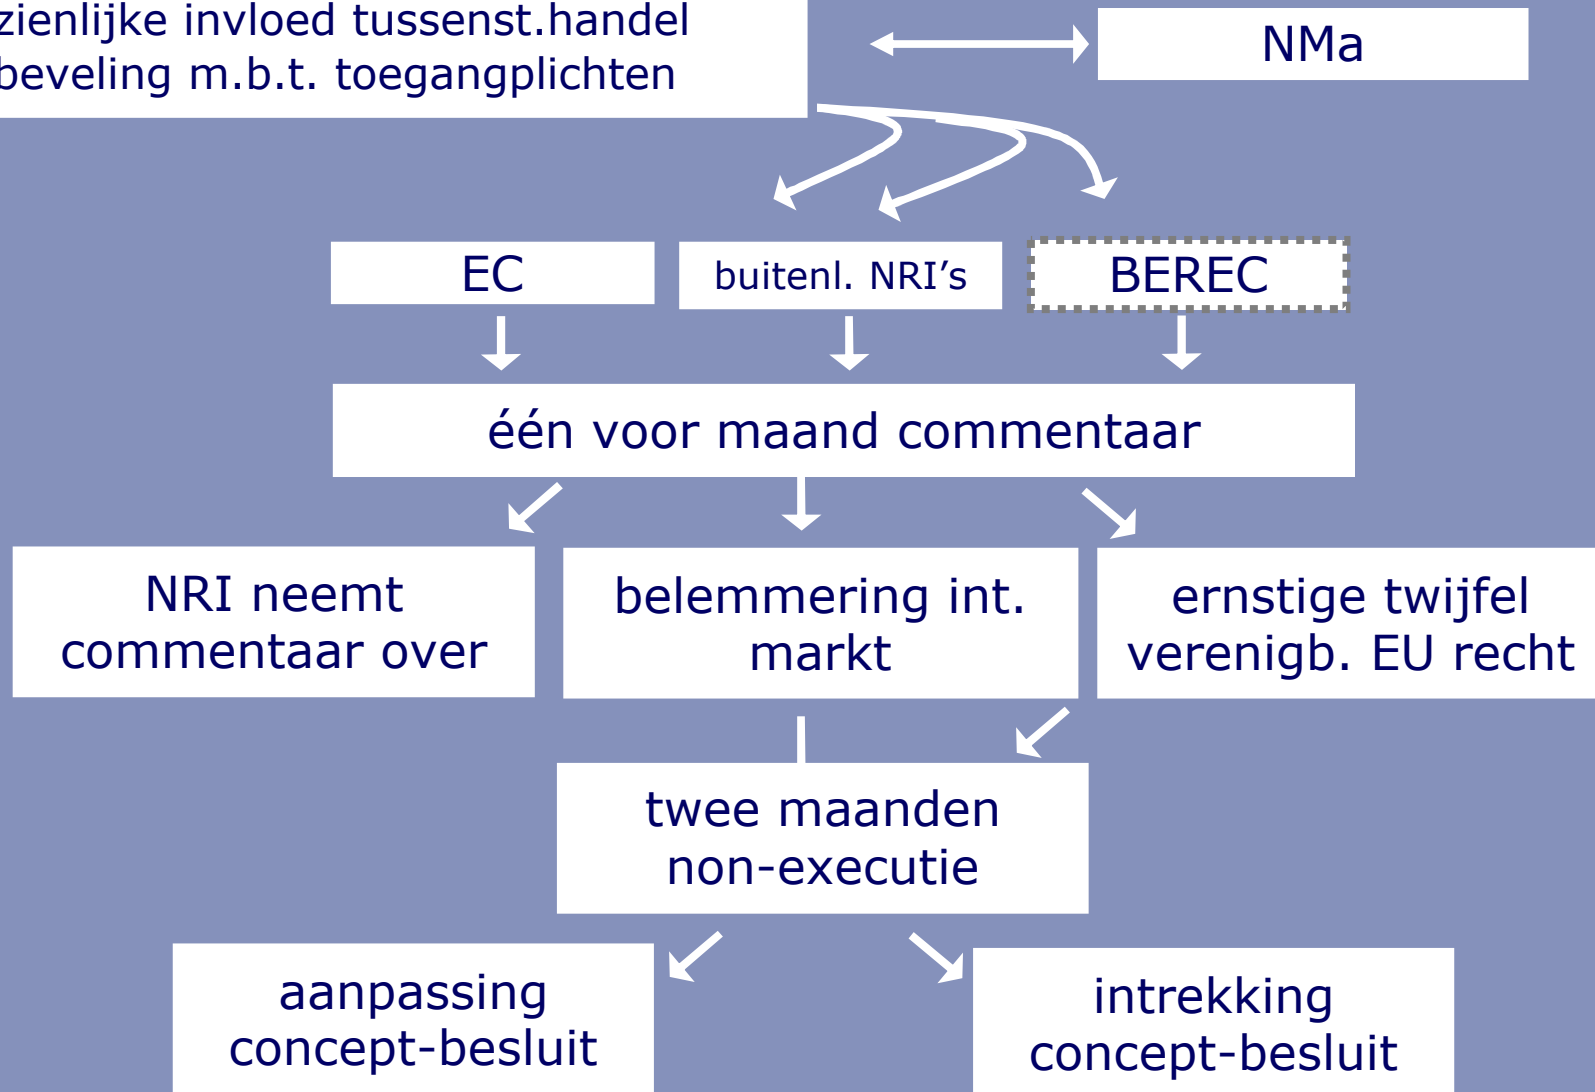 zienlijke invloed tussenst.handel
beveling m.b.t. toegangplichten
NMa
EC
buitenl. NRI’s
BEREC
één voor maand commentaar
NRI neemt
commentaar over
belemmering int.
markt
ernstige twijfel
verenigb. EU recht
twee maanden
non-executie
aanpassing
concept-besluit
intrekking
concept-besluit